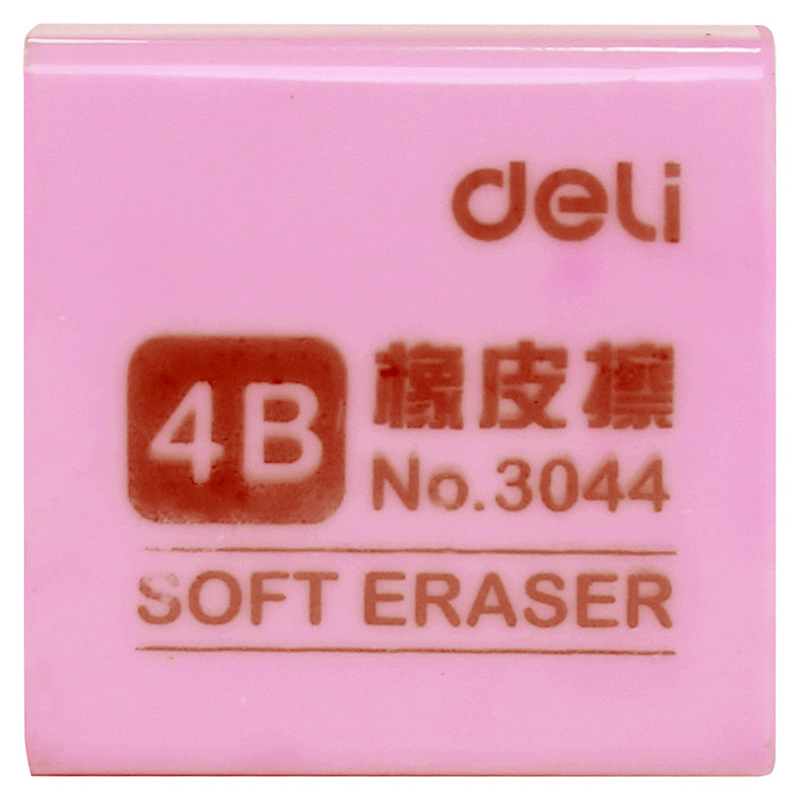 deli
4B 橡皮擦
No.3044
SOFT ERASER